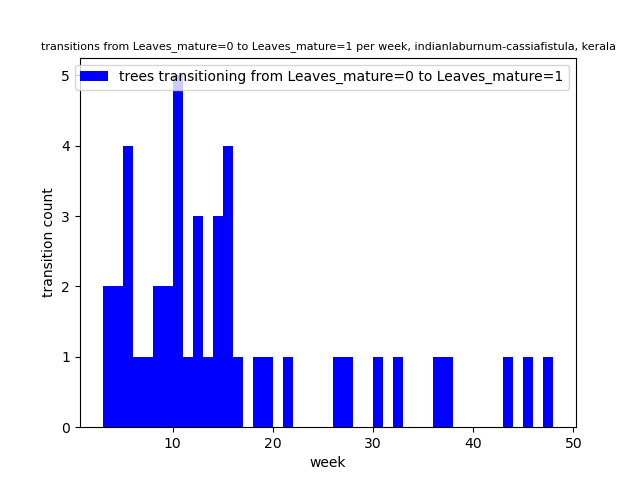 transitions from Leaves_mature=0 to Leaves_mature=1 per week, indianlaburnum-cassiafistula, kerala
trees transitioning from Leaves_mature=0 to Leaves_mature=1
5
4
3
2
1
0
transition count
10 20 30 40 50
week